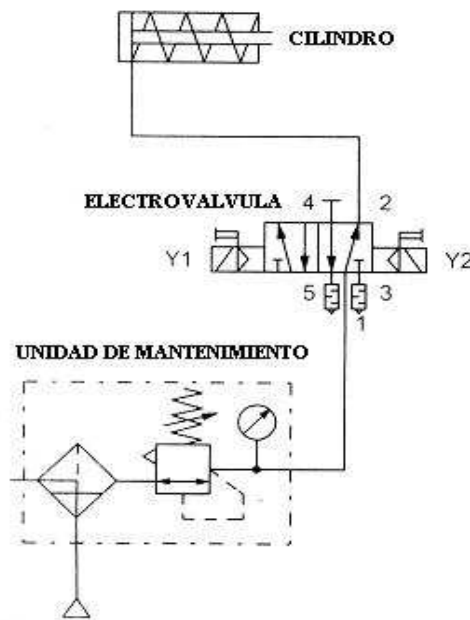 CILINDRO
ELECTROVALVULA 4 2
Y1 Y2
5 3
1
UNIDAD DE MANTENIMIENTO